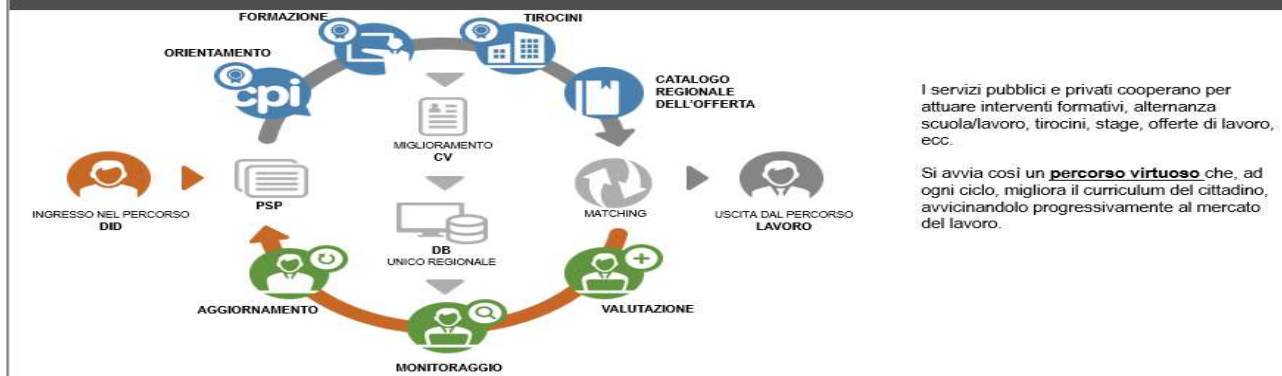 FORMAZIONE
TIROCINI
ORIENTAMENTO
cpi
CATALOGO
REGIONALE
DELL'OFFERTA
MIGLIORAMENTO
CV
INGRESSO NEL PERCORSO
DID
PSP
MATCHING
USCITA DAL PERCORSO
LAVORO
DB
UNICO REGIONALE
AGGIORNAMENTO
VALUTAZIONE
MONITORAGGIO
I servizi pubblici e privati cooperano per
attuare interventi formativi, alternanza
scuola/lavoro, tirocini, stage, offerte di lavoro,
ecc.
Si avvia così un percorso virtuoso che, ad
ogni ciclo, migliora il curriculum del cittadino,
avvicinandolo progressivamente al mercato
del lavoro.